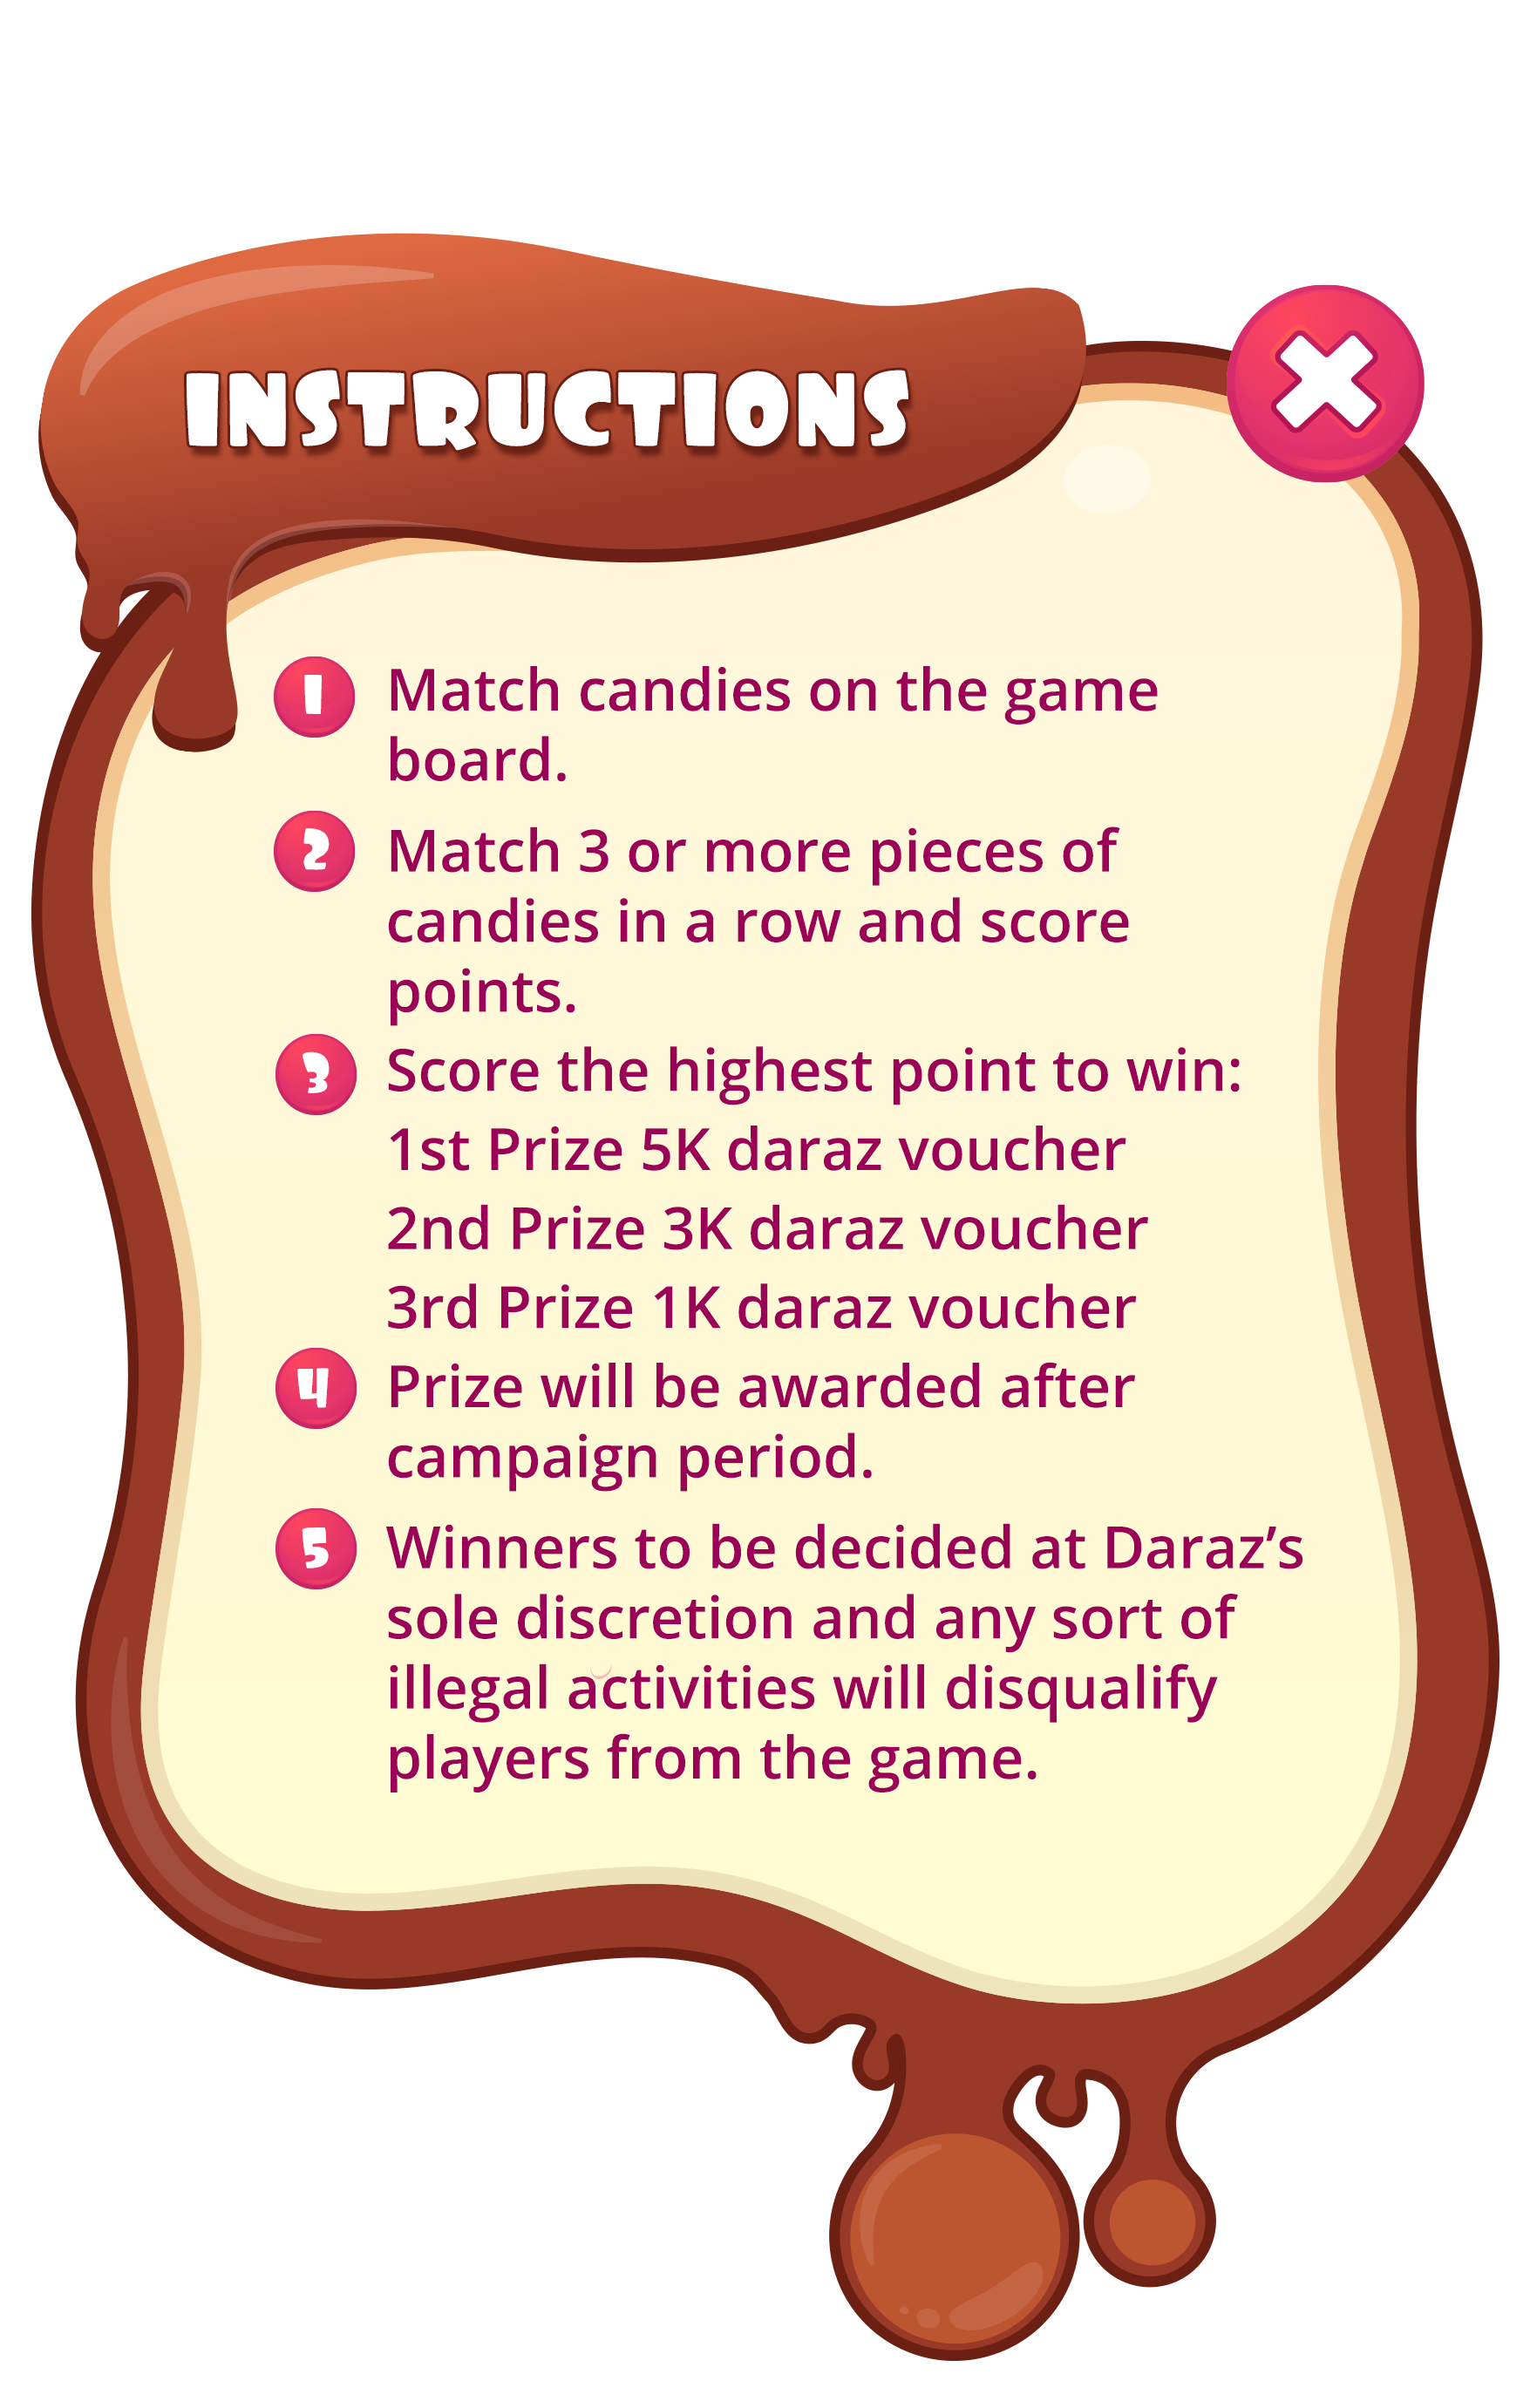 INSTRUCTIONS
1 Match candies on the game
board.
2 Match 3 or more pieces of
candies in a row and score
points.
3 Score the highest point to win:
1st Prize 5K daraz voucher
2nd Prize 3K daraz voucher
3rd Prize 1K daraz voucher
4 Prize will be awarded after
campaign period.
5 Winners to be decided at Daraz’s
sole discretion and any sort of
illegal activities will disqualify
players from the game.